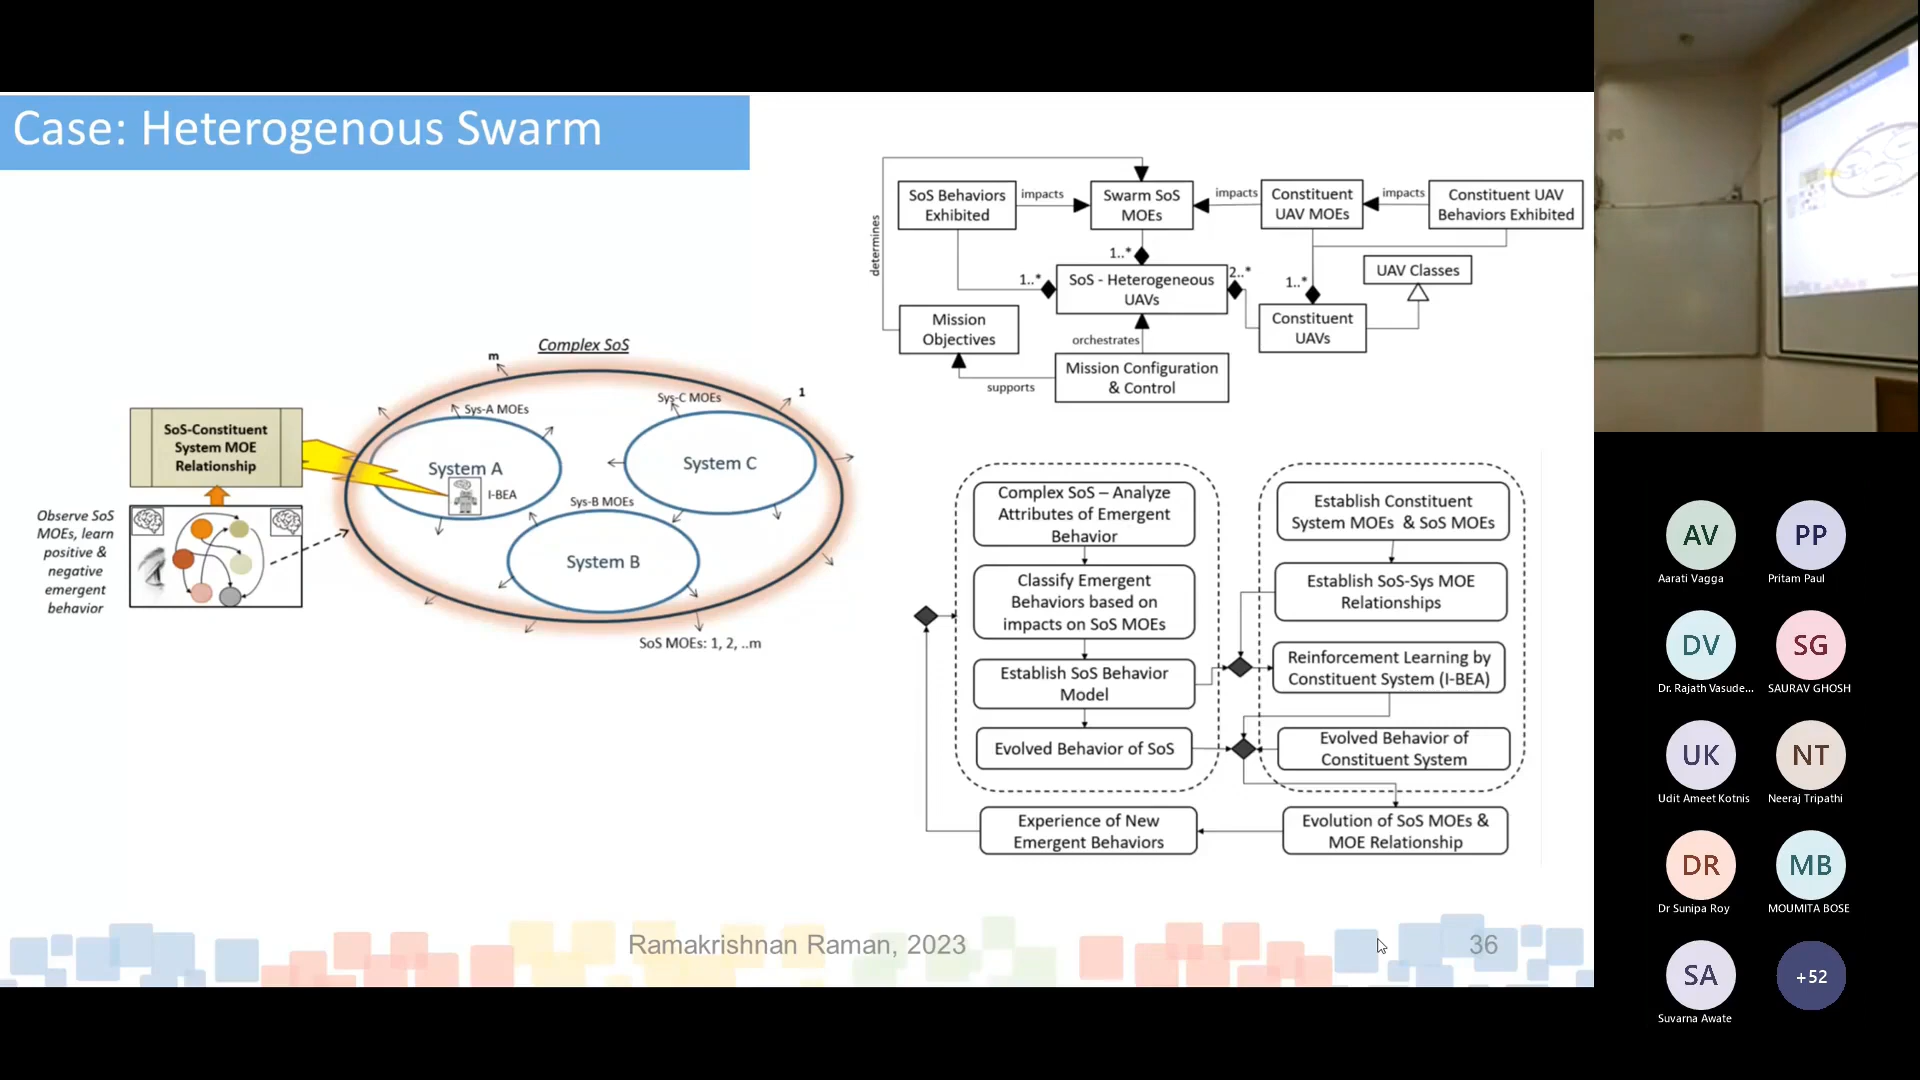 Case: Heterogenous Swarm
SoS Behaviors
Exhibited
impacts
Swarm SoS
MOEs
impacts
Constituent
UAV MOEs
impacts
Constituent UAV
Behaviors Exhibited
determines
1..*
1..*
SoS - Heterogeneous
UAVs
2..*
1..*
UAV Classes
Mission
Objectives
orchestrates
Constituent
UAVs
supports
Mission Configuration
& Control
Complex SoS
m
1
Sys-A MOEs
Sys-C MOEs
SoS-Constituent
System MOE
Relationship
System A
I-BEA
System C
Sys-B MOEs
System B
Observe SoS
MOEs, learn
positive &
negative
emergent
behavior
SoS MOEs: 1, 2, ..m
Complex SoS – Analyze
Attributes of Emergent
Behavior
Classify Emergent
Behaviors based on
impacts on SoS MOEs
Establish SoS Behavior
Model
Evolved Behavior of SoS
Experience of New
Emergent Behaviors
Establish Constituent
System MOEs & SoS MOEs
Establish SoS-Sys MOE
Relationships
Reinforcement Learning by
Constituent System (I-BEA)
Evolved Behavior of
Constituent System
Evolution of SoS MOEs &
MOE Relationship
Ramakrishnan Raman, 2023
36
AV
Aarati Vagga
PP
Pritam Paul
DV
Dr. Rajath Vasude...
SG
SAURAV GHOSH
UK
Udit Ameet Kotnis
NT
Neeraj Tripathi
DR
Dr Sunipa Roy
MB
MOUMITA BOSE
SA
Suvarna Awate
+52